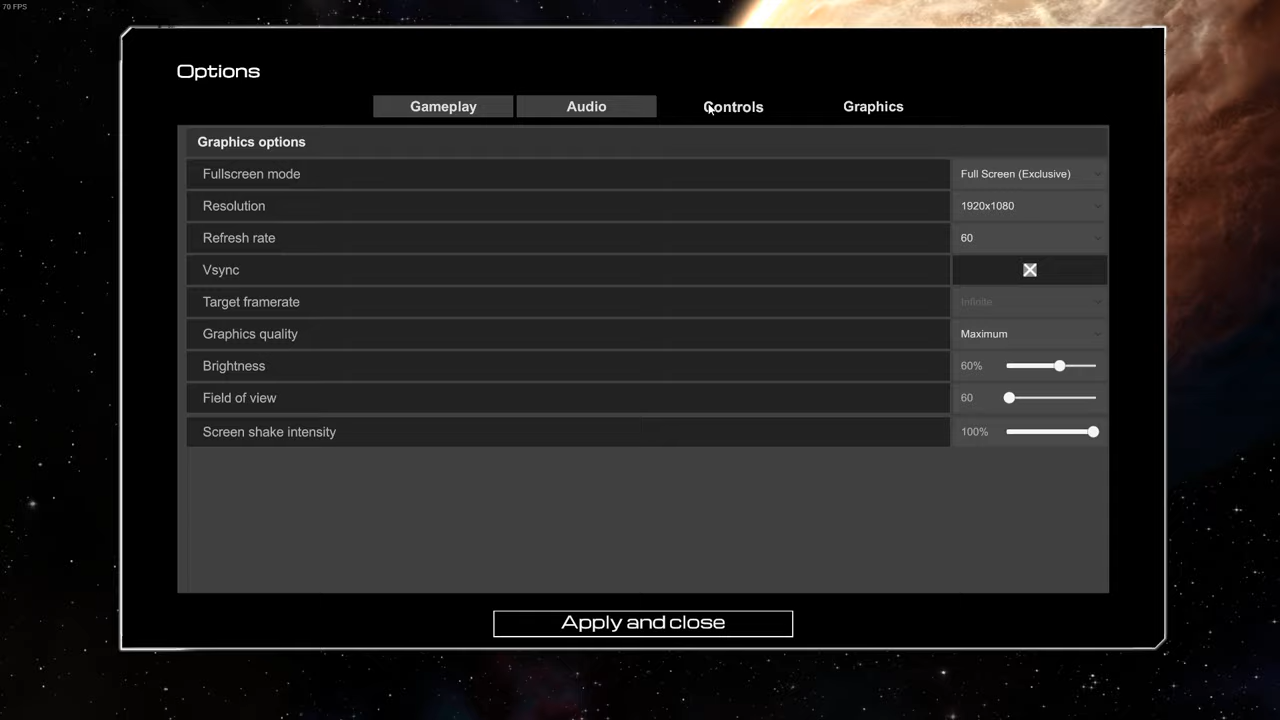 70 FPS
Options
Gameplay Audio Controls Graphics
Graphics options
Fullscreen mode Full Screen (Exclusive)
Resolution 1920x1080
Refresh rate 60
Vsync
Target framerate Infinite
Graphics quality Maximum
Brightness 60%
Field of view 60
Screen shake intensity 100%
Apply and close